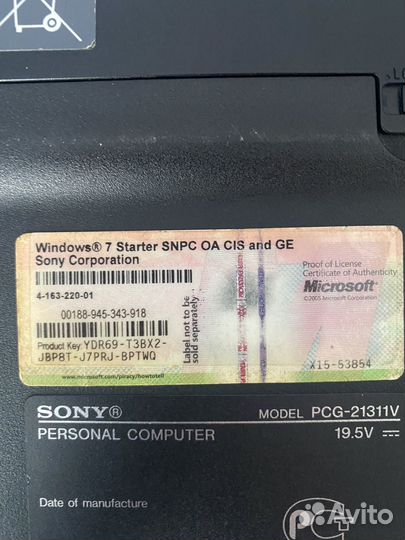 Windows® 7 Starter SNPC OA CIS and GE
Sony Corporation
Proof of License
Certificate of Authenticity
Microsoft®
©2005 Microsoft Corporation
4-163-220-01
00188-945-343-918
Label not to be
sold separately
Product Key: YDR69-T3BX2-
JBP8T-J7PRJ-BPTWQ
X15-53854
www.microsoft.com/piracy/howtotell
SONY®
MODEL PCG-21311V
PERSONAL COMPUTER
19.5V
Date of manufacture
Avito